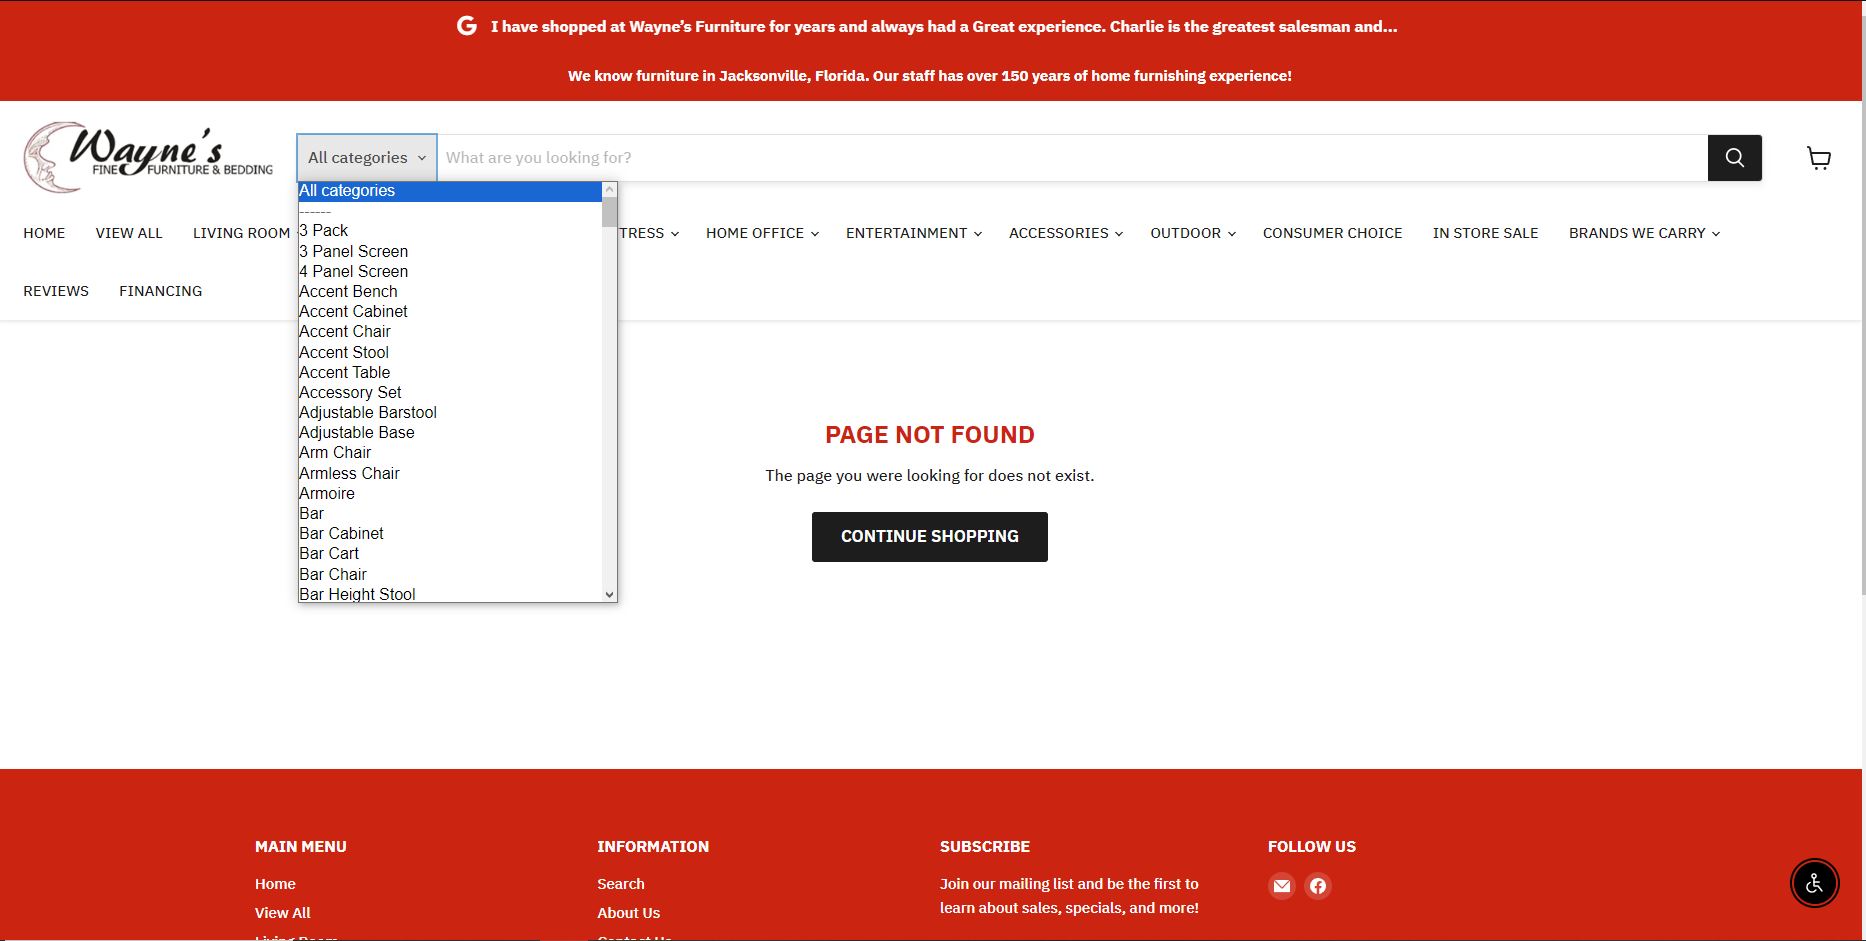 I have shopped at Wayne’s Furniture for years and always had a Great experience. Charlie is the greatest salesman and...
We know furniture in Jacksonville, Florida. Our staff has over 150 years of home furnishing experience!
Wayne's
FINE FURNITURE & BEDDING
All categories
What are you looking for?
All categories
------
3 Pack
3 Panel Screen
4 Panel Screen
Accent Bench
Accent Cabinet
Accent Chair
Accent Stool
Accent Table
Accessory Set
Adjustable Barstool
Adjustable Base
Arm Chair
Armless Chair
Armoire
Bar
Bar Cabinet
Bar Cart
Bar Chair
Bar Height Stool
HOME VIEW ALL LIVING ROOM TRESS HOME OFFICE ENTERTAINMENT ACCESSORIES OUTDOOR CONSUMER CHOICE IN STORE SALE BRANDS WE CARRY
REVIEWS FINANCING
PAGE NOT FOUND
The page you were looking for does not exist.
CONTINUE SHOPPING
MAIN MENU
Home
View All
Living Room
INFORMATION
Search
About Us
Contact Us
SUBSCRIBE
Join our mailing list and be the first to
learn about sales, specials, and more!
FOLLOW US